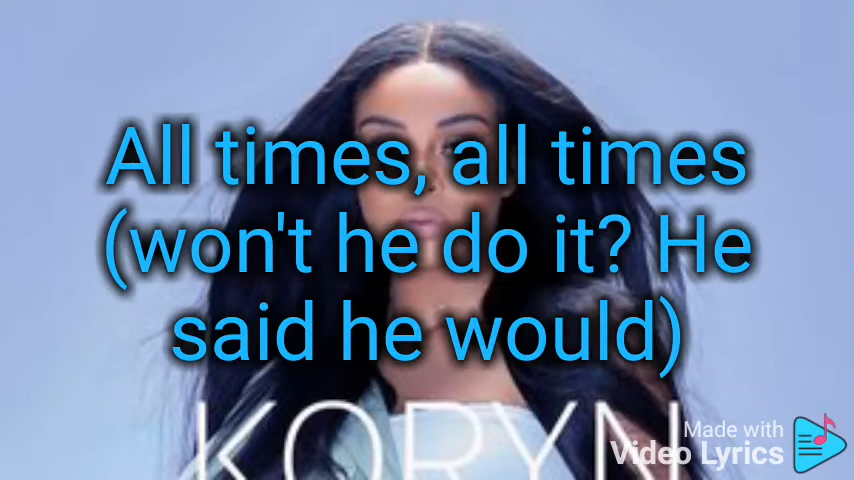 All times, all times
(won't he do it? He
said he would)
KORYN
Made with
Video Lyrics